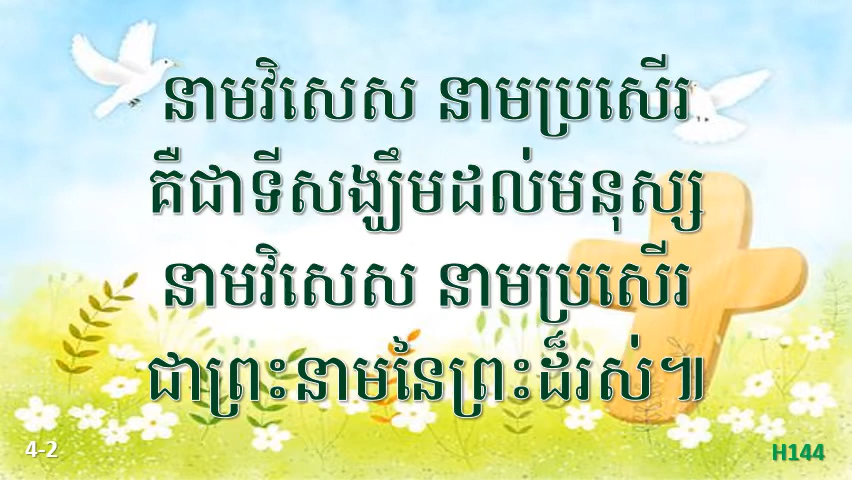 នាមវិសេស នាមប្រសើរ
គឺជាទីសង្ឃឹមដល់មនុស្ស
នាមវិសេស នាមប្រសើរ
ជាព្រះនាមនៃព្រះដ៏រស់៕
4-2
H144